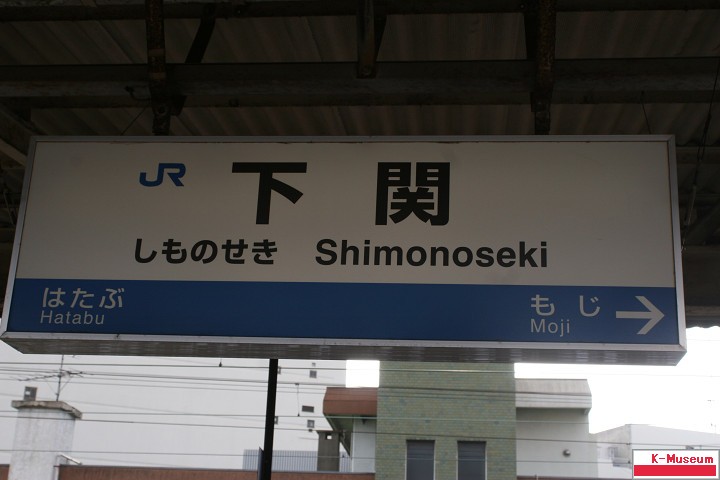 JR 下関
しものせき Shimonoseki
はたぶ もじ →
Hatabu Moji
K-Museum